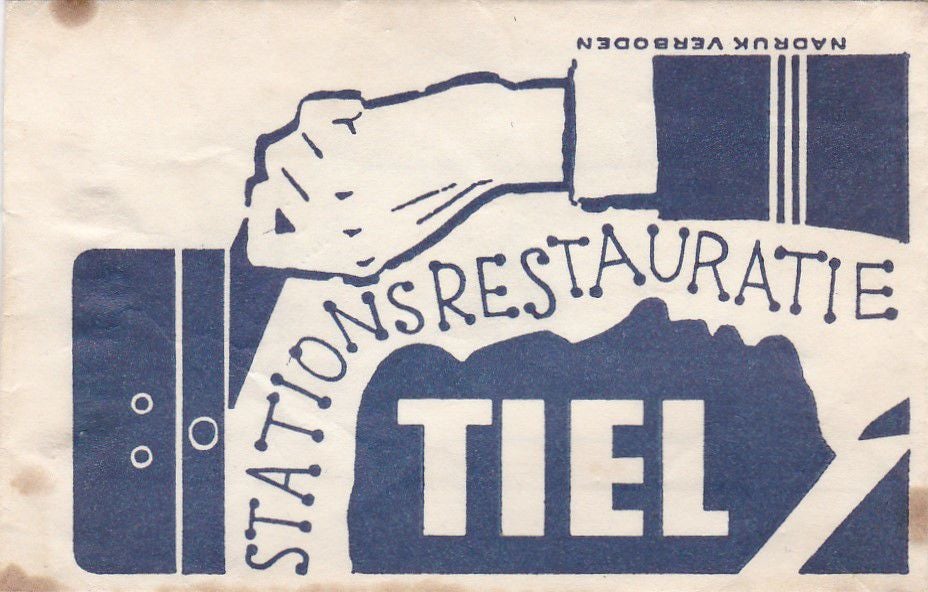 NADRUK VERBODEN
STATIONSRESTAURATIE
TIEL